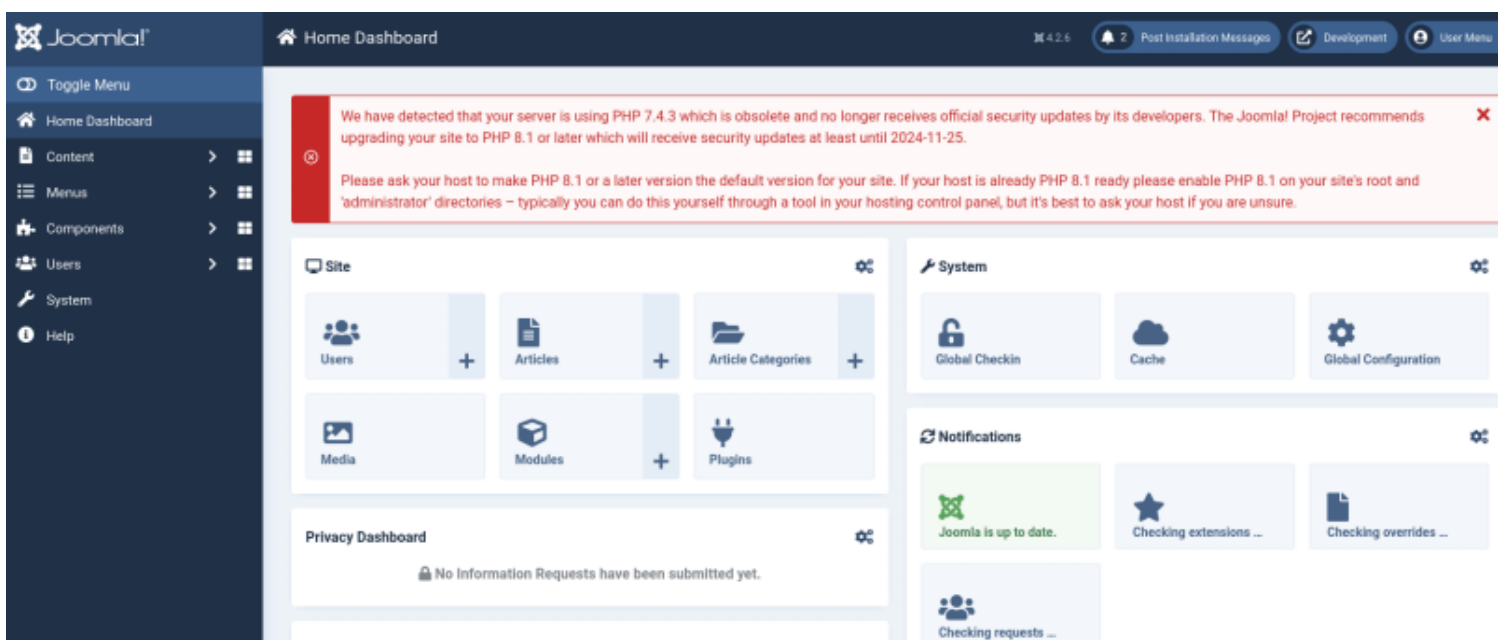 Joomla!
Home Dashboard
4.2.6
2 Post Installation Messages
Development
User Menu
Toggle Menu
Home Dashboard
Content
Menus
Components
Users
System
Help
We have detected that your server is using PHP 7.4.3 which is obsolete and no longer receives official security updates by its developers. The Joomla! Project recommends
upgrading your site to PHP 8.1 or later which will receive security updates at least until 2024-11-25.
Please ask your host to make PHP 8.1 or a later version the default version for your site. If your host is already PHP 8.1 ready please enable PHP 8.1 on your site's root and
'administrator' directories – typically you can do this yourself through a tool in your hosting control panel, but it's best to ask your host if you are unsure.
Site
Users
Articles
Article Categories
Media
Modules
Plugins
Privacy Dashboard
No Information Requests have been submitted yet.
System
Global Checkin
Cache
Global Configuration
Notifications
Joomla is up to date.
Checking extensions ...
Checking overrides ...
Checking requests ...